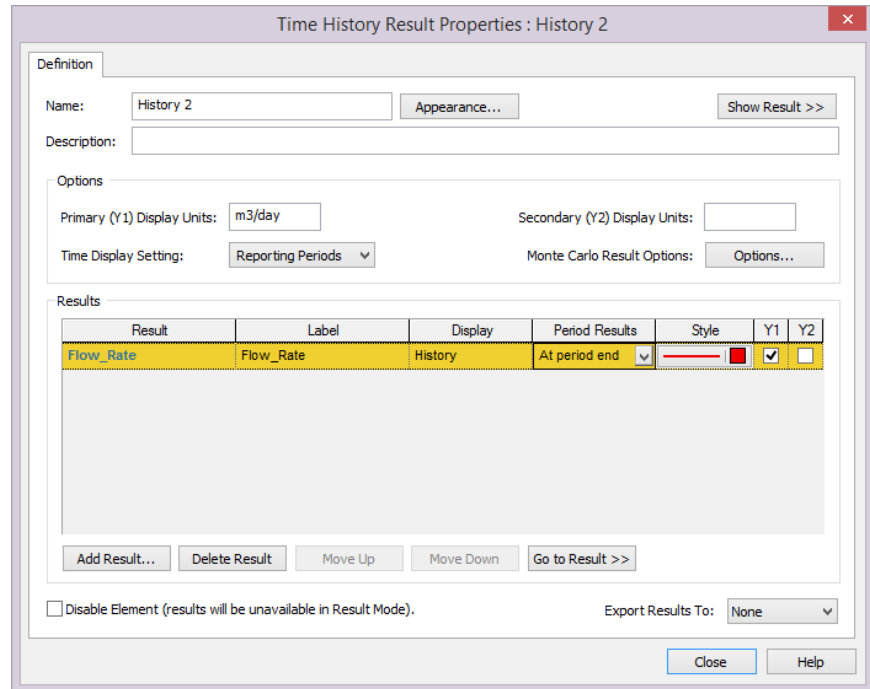 Time History Result Properties : History 2
Definition
Name: History 2 Appearance... Show Result >>
Description:
Options
Primary (Y1) Display Units: m3/day Secondary (Y2) Display Units:
Time Display Setting: Reporting Periods Monte Carlo Result Options: Options...
Results
Result Label Display Period Results Style Y1 Y2
Flow_Rate Flow_Rate History At period end
Add Result... Delete Result Move Up Move Down Go to Result >>
Disable Element (results will be unavailable in Result Mode). Export Results To: None
Close Help